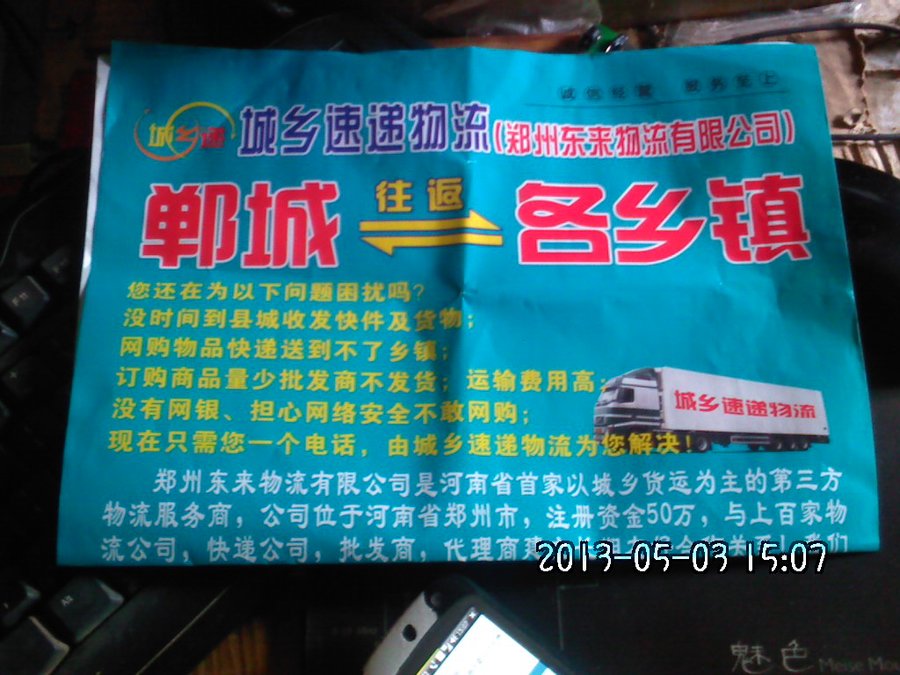 诚信经营 服务至上
城乡递 城乡速递物流(郑州东来物流有限公司)
郸城 往返 各乡镇
您还在为以下问题困扰吗?
没时间到县城收发快件及货物;
网购物品快递送到不了乡镇;
订购商品量少批发商不发货;运输费用高;
没有网银、担心网络安全不敢网购;
现在只需您一个电话,由城乡速递物流为您解决!
城乡速递物流
郑州东来物流有限公司是河南省首家以城乡货运为主的第三方
物流服务商,公司位于河南省郑州市,注册资金50万,与上百家物
流公司,快递公司,批发商,代理商建
2013-05-03 15:07
魅色 Meise Mou